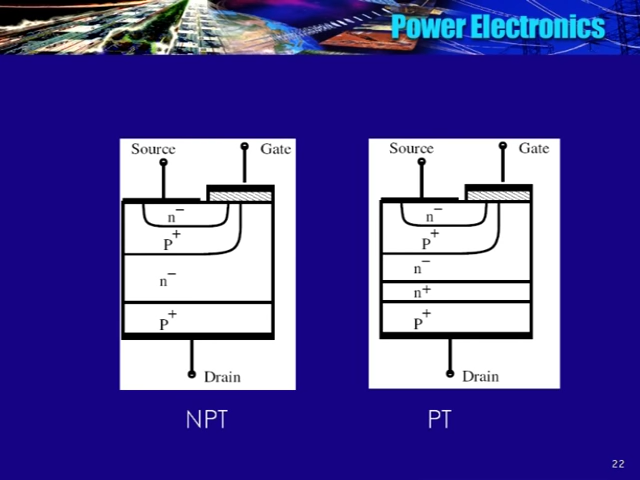 Power Electronics
Source Gate
n−
P+
n−
P+
Drain
NPT
Source Gate
n−
P+
n−
n+
P+
Drain
PT
22